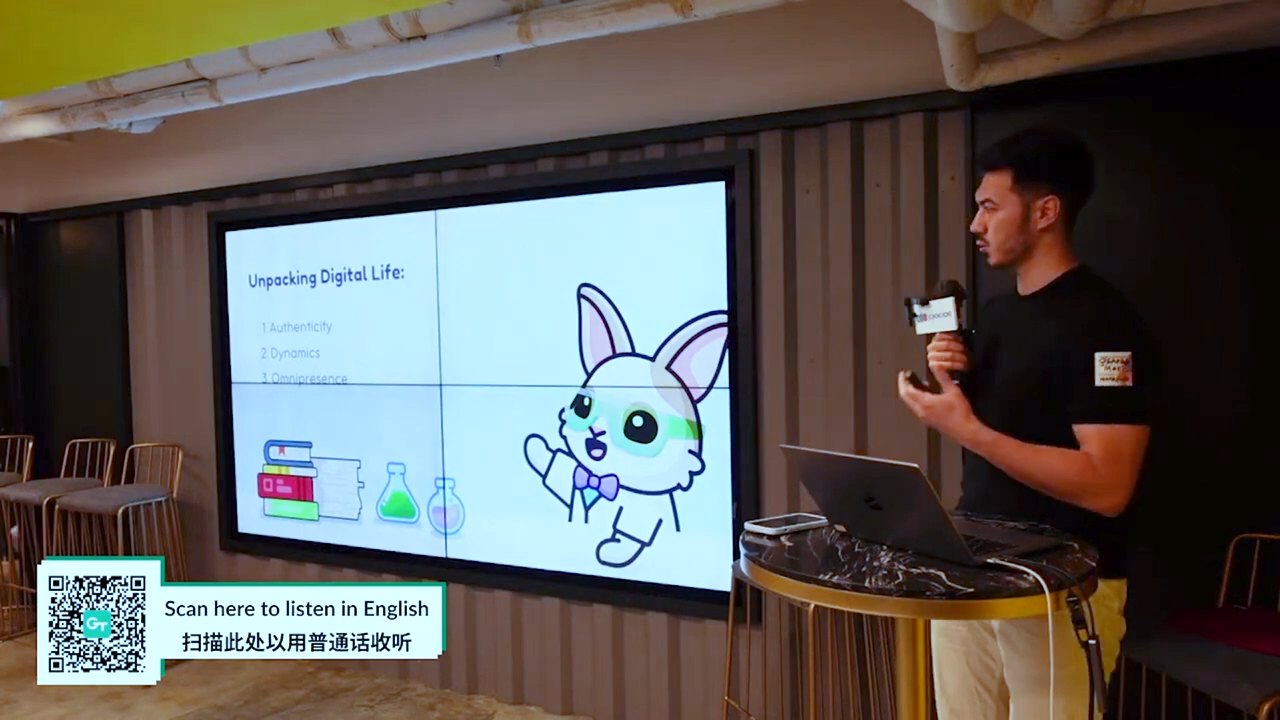 Unpacking Digital Life:
1. Authenticity
2. Dynamics
3. Omnipresence
Scan here to listen in English
扫描此处以用普通话收听
GT